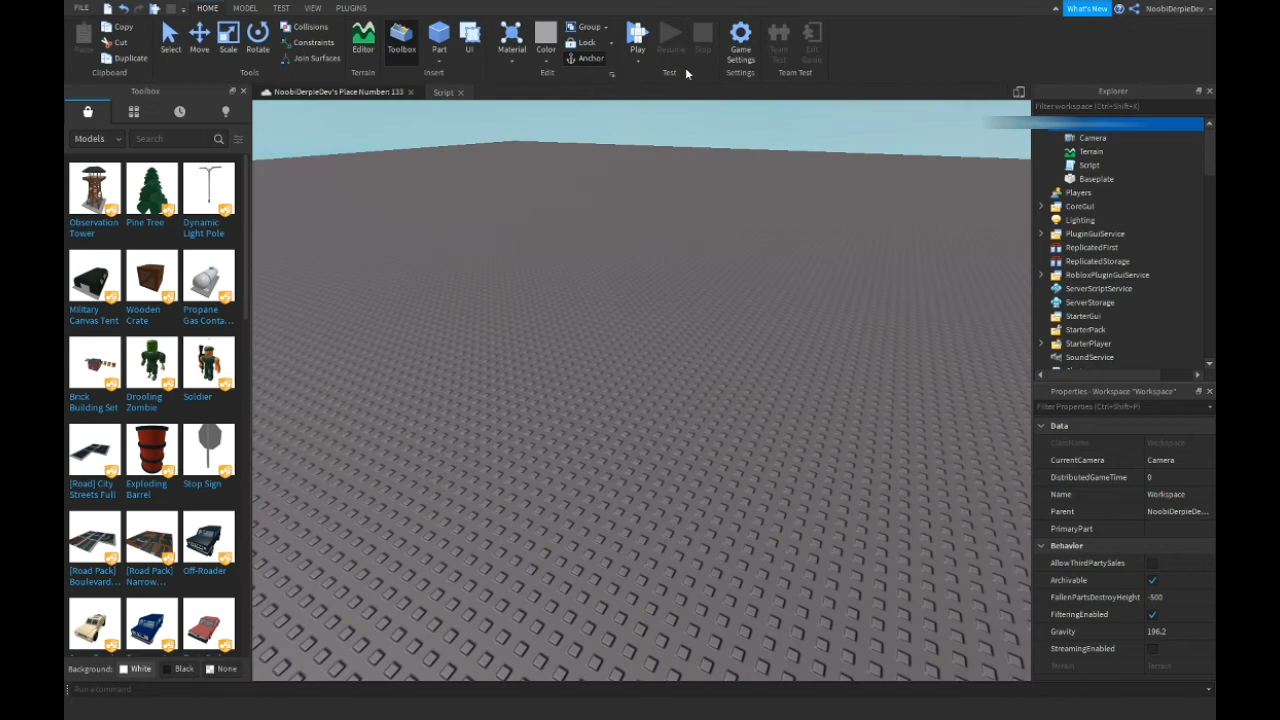 FILE
HOME
MODEL
TEST
VIEW
PLUGINS
What's New
NoobiDerpieDev
Paste
Copy
Cut
Duplicate
Clipboard
Select
Move
Scale
Rotate
Collisions
Constraints
Join Surfaces
Tools
Editor
Terrain
Toolbox
Part
UI
Insert
Material
Color
Group
Lock
Anchor
Edit
Play
Resume
Stop
Test
Game Settings
Settings
Team Test
Exit Game
Team Test
Toolbox
NoobiDerpieDev's Place Number: 133
Script
Models
Search
Observation Tower
Pine Tree
Dynamic Light Pole
Military Canvas Tent
Wooden Crate
Propane Gas Conta...
Brick Building Set
Drooling Zombie
Soldier
[Road] City Streets Full
Exploding Barrel
Stop Sign
[Road Pack] Boulevard...
[Road Pack] Narrow...
Off-Roader
Background:
White
Black
None
Run a command
Explorer
Filter workspace (Ctrl+Shift+X)
Camera
Terrain
Script
Baseplate
Players
CoreGui
Lighting
PluginGuiService
ReplicatedFirst
ReplicatedStorage
RobloxPluginGuiService
ServerScriptService
ServerStorage
StarterGui
StarterPack
StarterPlayer
SoundService
Properties - Workspace "Workspace"
Filter Properties (Ctrl+Shift+P)
Data
ClassName Workspace
CurrentCamera Camera
DistributedGameTime 0
Name Workspace
Parent NoobiDerpieDe...
PrimaryPart
Behavior
AllowThirdPartySales
Archivable
FallenPartsDestroyHeight -500
FilteringEnabled
Gravity 196.2
StreamingEnabled
Terrain Terrain